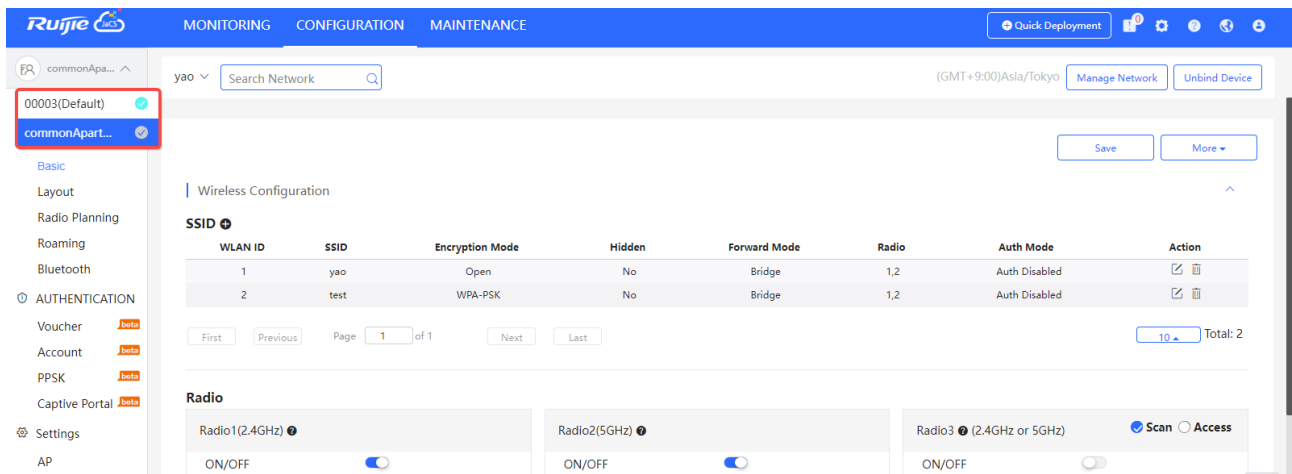 Ruijie JaCS MONITORING CONFIGURATION MAINTENANCE Quick Deployment 0
commonApa... yao Search Network (GMT+9:00)Asia/Tokyo Manage Network Unbind Device
00003(Default)
commonApart...
Save More
Basic
Layout
Radio Planning
Roaming
Bluetooth
AUTHENTICATION
Voucher beta
Account beta
PPSK beta
Captive Portal beta
Settings
AP
Wireless Configuration
SSID
WLAN ID SSID Encryption Mode Hidden Forward Mode Radio Auth Mode Action
1 yao Open No Bridge 1,2 Auth Disabled
2 test WPA-PSK No Bridge 1,2 Auth Disabled
First Previous Page 1 of 1 Next Last 10 Total: 2
Radio
Radio1(2.4GHz) Radio2(5GHz) Radio3 (2.4GHz or 5GHz) Scan Access
ON/OFF ON/OFF ON/OFF